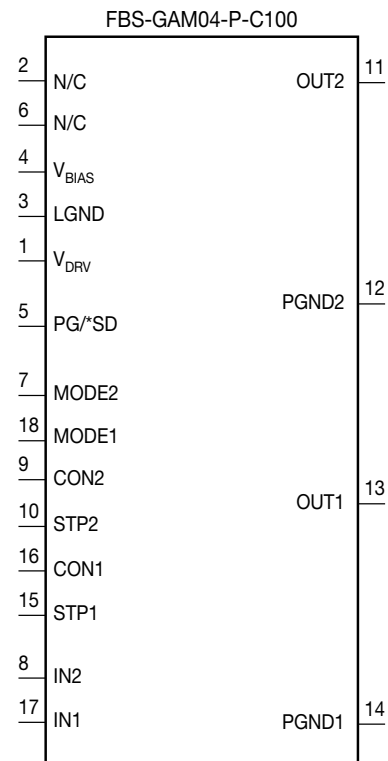 FBS-GAM04-P-C100
2 N/C
OUT2 11
6 N/C
4 VBIAS
3 LGND
1 VDRV
PGND2 12
5 PG/*SD
7 MODE2
18 MODE1
9 CON2
OUT1 13
10 STP2
16 CON1
15 STP1
8 IN2
17 IN1
PGND1 14